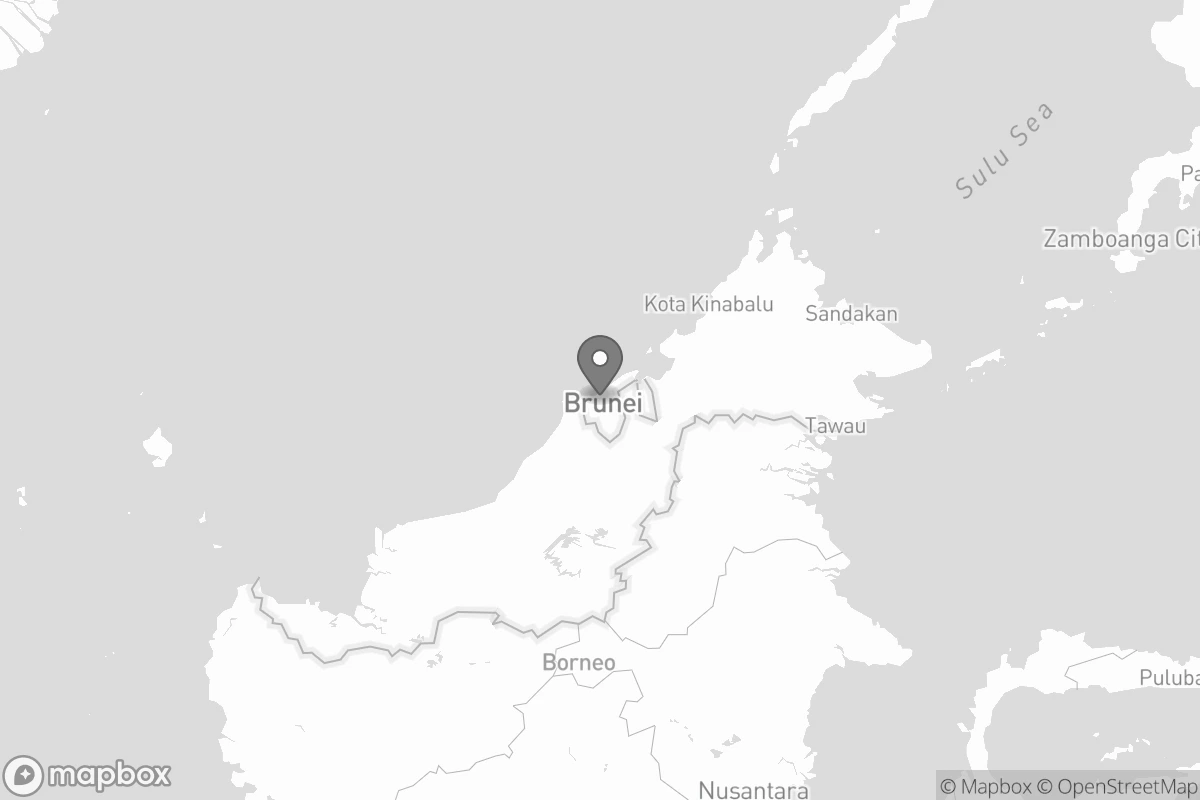 Sulu Sea
Pa
Zamboanga Cit
Kota Kinabalu
Sandakan
Brunei
Tawau
Borneo
Puluba
Nusantara
mapbox
© Mapbox © OpenStreetMap